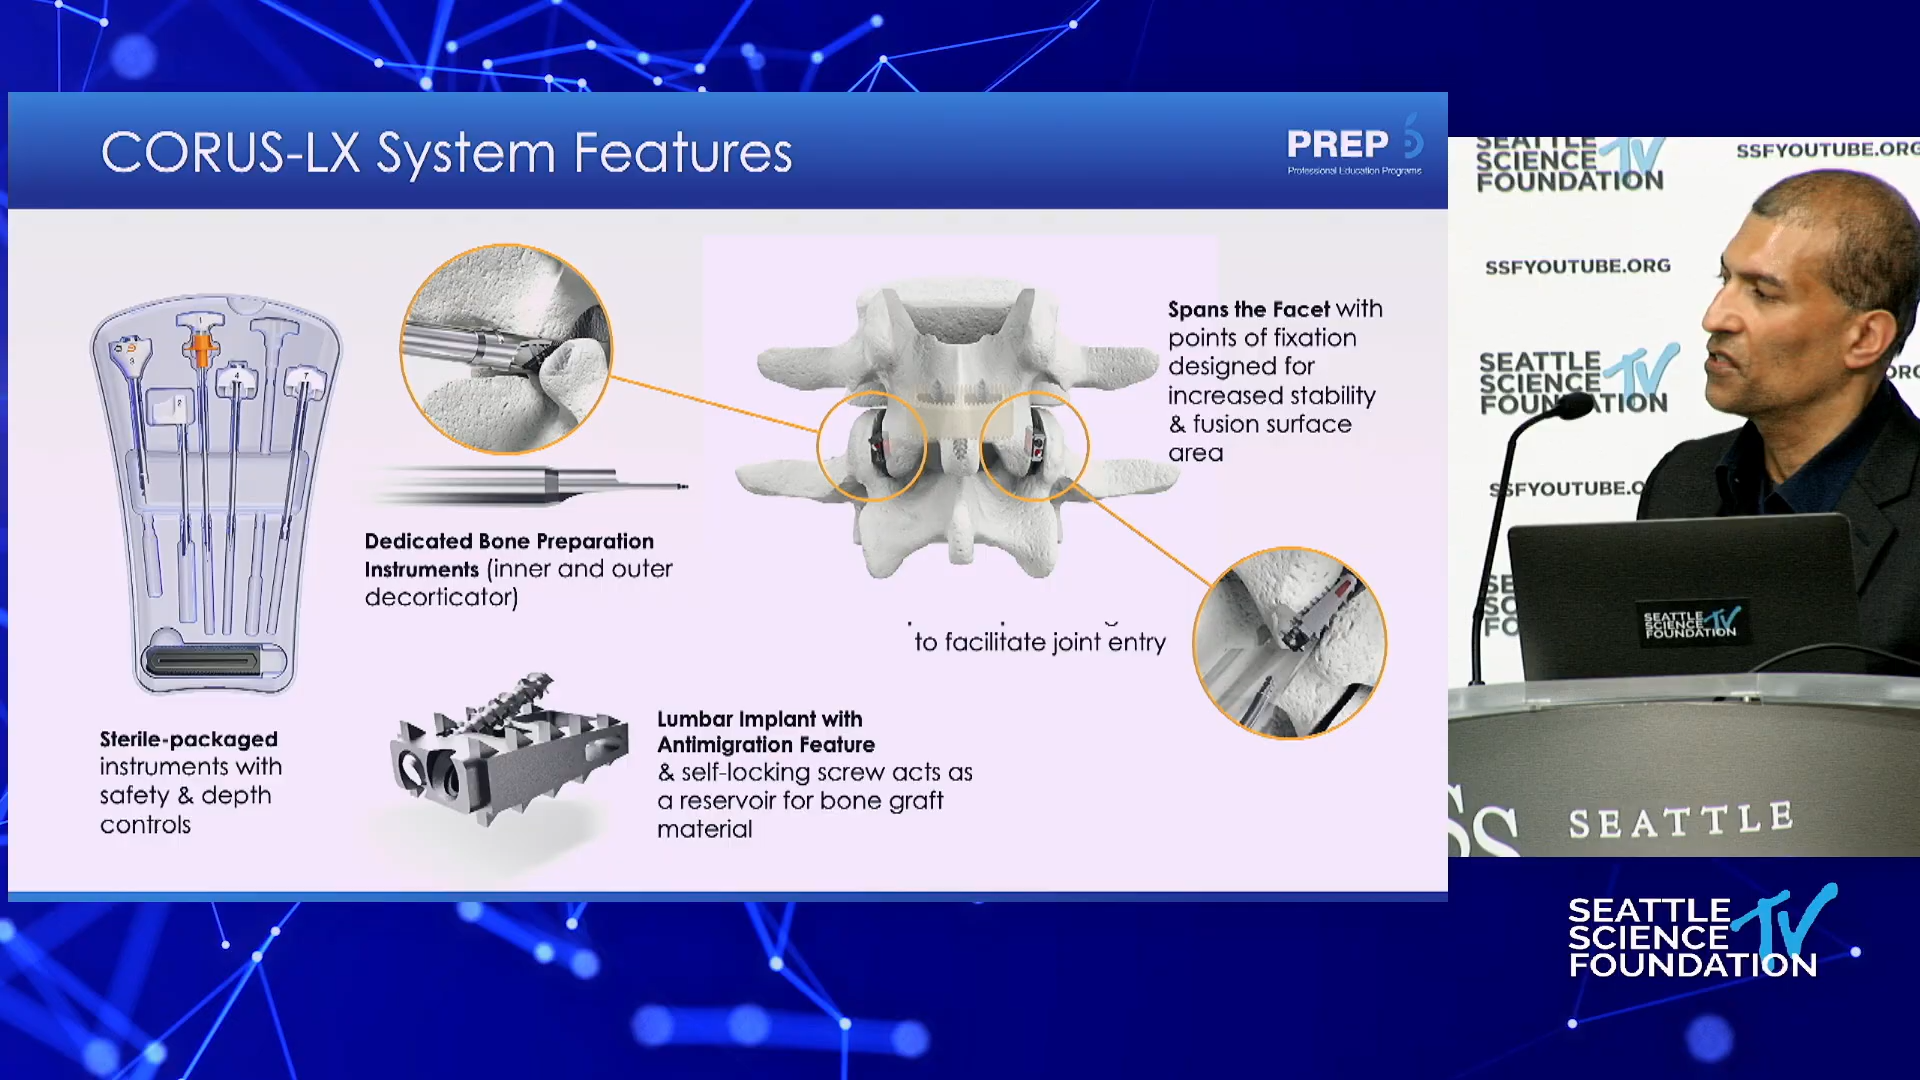 CORUS-LX System Features
PREP
Professional Education Programs
Spans the Facet with
points of fixation
designed for
increased stability
& fusion surface
area
Dedicated Bone Preparation
Instruments (inner and outer
decorticator)
to facilitate joint entry
Sterile-packaged
instruments with
safety & depth
controls
Lumbar Implant with
Antimigration Feature
& self-locking screw acts as
a reservoir for bone graft
material
SEATTLE
SCIENCE TV
FOUNDATION
SSFYOUTUBE.ORG
SSFYOUTUBE.ORG
SEATTLE
SCIENCE TV
FOUNDATION
SSFYOUTUBE.O
SEATTLE
SCIENCE TV
FOUNDATION
SEATTLE
SEATTLE
SCIENCE TV
FOUNDATION